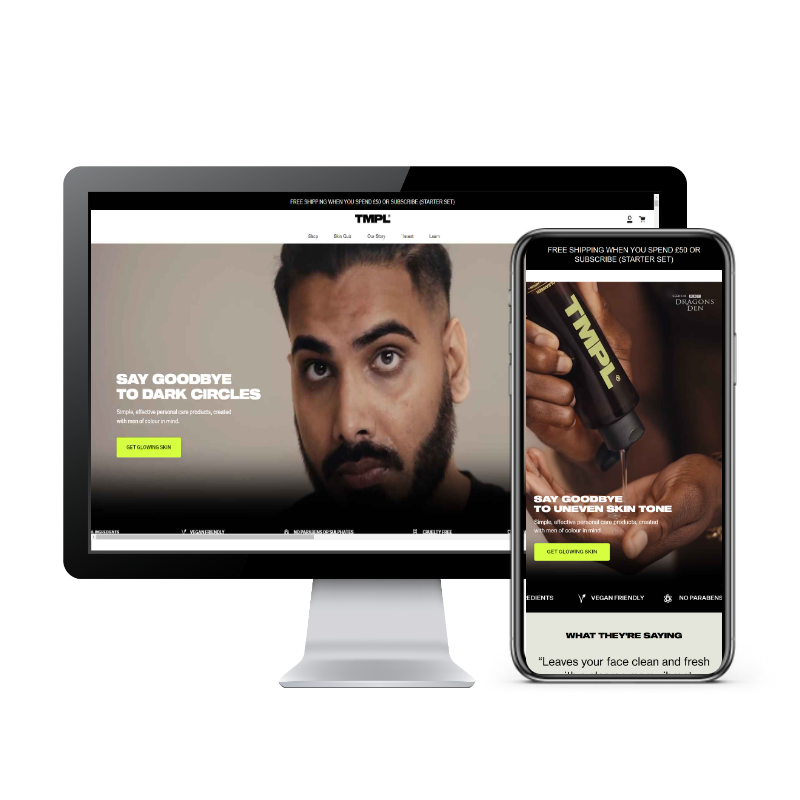 FREE SHIPPING WHEN YOU SPEND £50 OR SUBSCRIBE (STARTER SET)
TMPL
Shop Skin Quiz Our Story Invest Learn
SAY GOODBYE
TO DARK CIRCLES
Simple, effective personal care products, created
with men of colour in mind.
GET GLOWING SKIN
INGREDIENTS VEGAN FRIENDLY NO PARABENS OR SULPHATES CRUELTY FREE
FREE SHIPPING WHEN YOU SPEND £50 OR
SUBSCRIBE (STARTER SET)
DRAGONS'
DEN
TMPL®
SAY GOODBYE
TO UNEVEN SKIN TONE
Simple, effective personal care products, created
with men of colour in mind.
GET GLOWING SKIN
EDIENTS VEGAN FRIENDLY NO PARABENS
WHAT THEY'RE SAYING
“Leaves your face clean and fresh